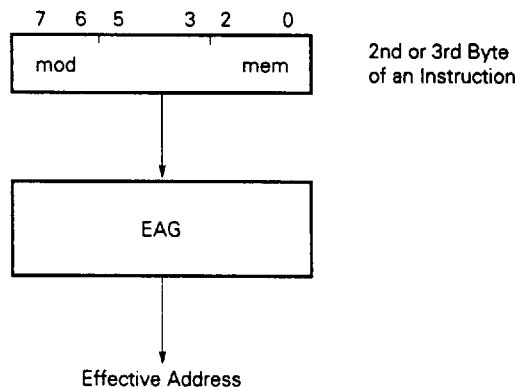 7 6 5 3 2 0
mod mem
2nd or 3rd Byte
of an Instruction
EAG
Effective Address